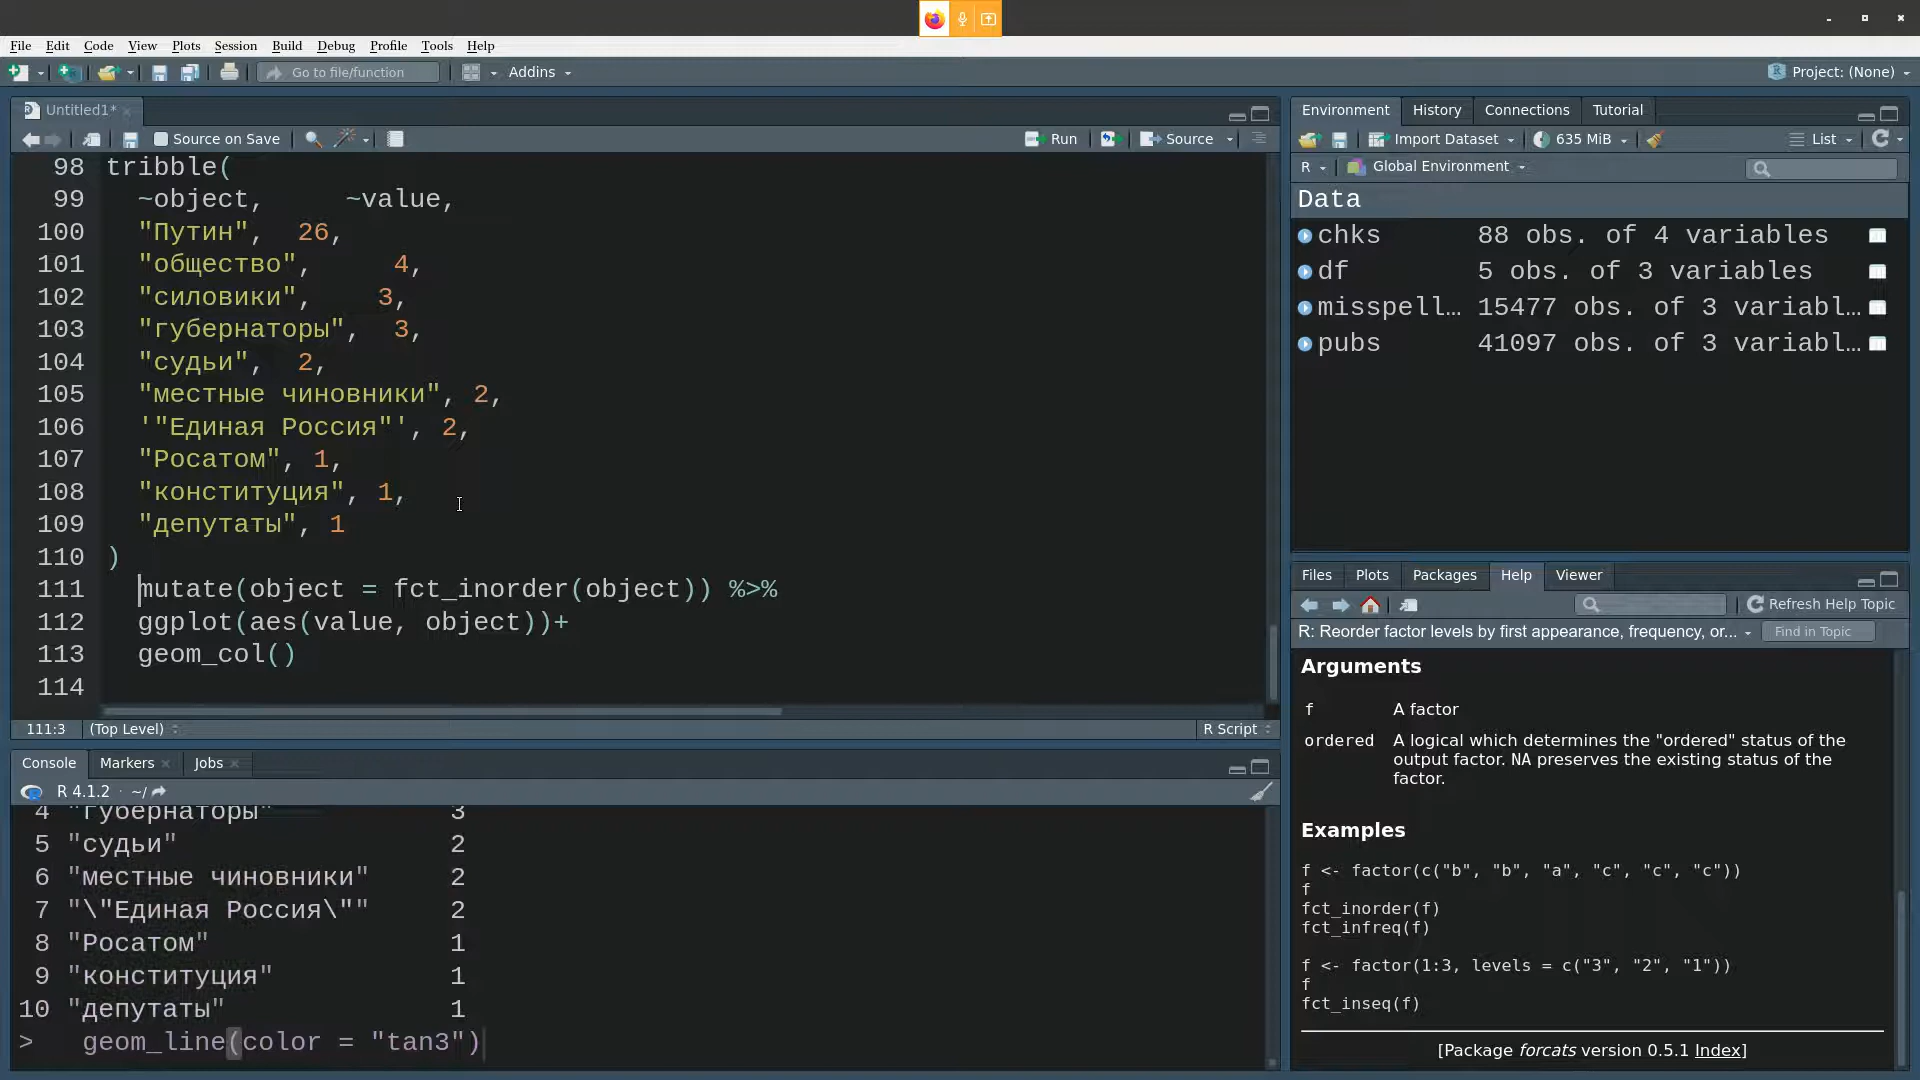 File Edit Code View Plots Session Build Debug Profile Tools Help
Go to file/function Addins Project: (None)
Untitled1*
Source on Save Run Source
98 tribble(
99 ~object, ~value,
100 "Путин", 26,
101 "общество", 4,
102 "силовики", 3,
103 "губернаторы", 3,
104 "судьи", 2,
105 "местные чиновники", 2,
106 '"Единая Россия"', 2,
107 "Росатом", 1,
108 "конституция", 1,
109 "депутаты", 1
110 )
111 mutate(object = fct_inorder(object)) %>%
112 ggplot(aes(value, object))+
113 geom_col()
114
111:3 (Top Level) R Script
Console Markers Jobs
R 4.1.2 · ~/
4 "губернаторы" 3
5 "судьи" 2
6 "местные чиновники" 2
7 "\"Единая Россия\"" 2
8 "Росатом" 1
9 "конституция" 1
10 "депутаты" 1
> geom_line(color = "tan3")
Environment History Connections Tutorial
Import Dataset 635 MiB List
R Global Environment
Data
chks 88 obs. of 4 variables
df 5 obs. of 3 variables
misspell… 15477 obs. of 3 variabl…
pubs 41097 obs. of 3 variabl…
Files Plots Packages Help Viewer
Refresh Help Topic
R: Reorder factor levels by first appearance, frequency, or... Find in Topic
Arguments
f A factor
ordered A logical which determines the "ordered" status of the
output factor. NA preserves the existing status of the
factor.
Examples
f <- factor(c("b", "b", "a", "c", "c", "c"))
f
fct_inorder(f)
fct_infreq(f)
f <- factor(1:3, levels = c("3", "2", "1"))
f
fct_inseq(f)
[Package forcats version 0.5.1 Index]